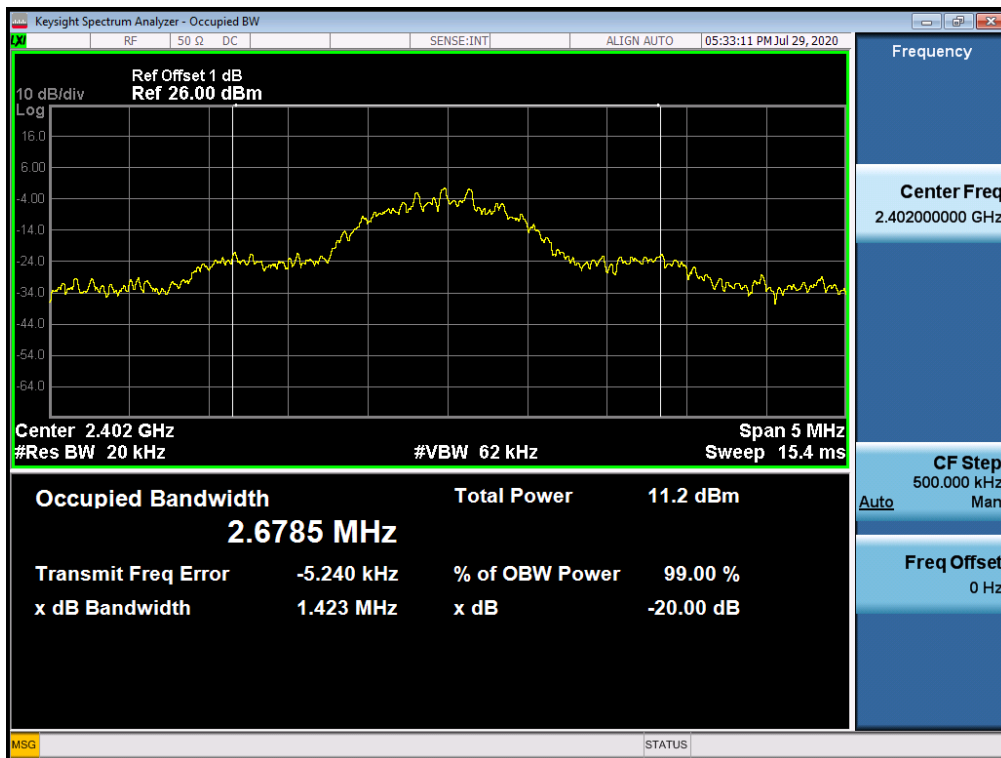 Keysight Spectrum Analyzer - Occupied BW
LXI RF 50 Ω DC SENSE:INT ALIGN AUTO 05:33:11 PM Jul 29, 2020
Frequency
Ref Offset 1 dB
10 dB/div Ref 26.00 dBm
Log
16.0
6.00
-4.00
-14.0
-24.0
-34.0
-44.0
-54.0
-64.0
Center 2.402 GHz Span 5 MHz
#Res BW 20 kHz #VBW 62 kHz Sweep 15.4 ms
Occupied Bandwidth Total Power 11.2 dBm
2.6785 MHz
Transmit Freq Error -5.240 kHz % of OBW Power 99.00 %
x dB Bandwidth 1.423 MHz x dB -20.00 dB
Center Freq
2.402000000 GHz
CF Step
500.000 kHz
Auto Man
Freq Offset
0 Hz
MSG STATUS